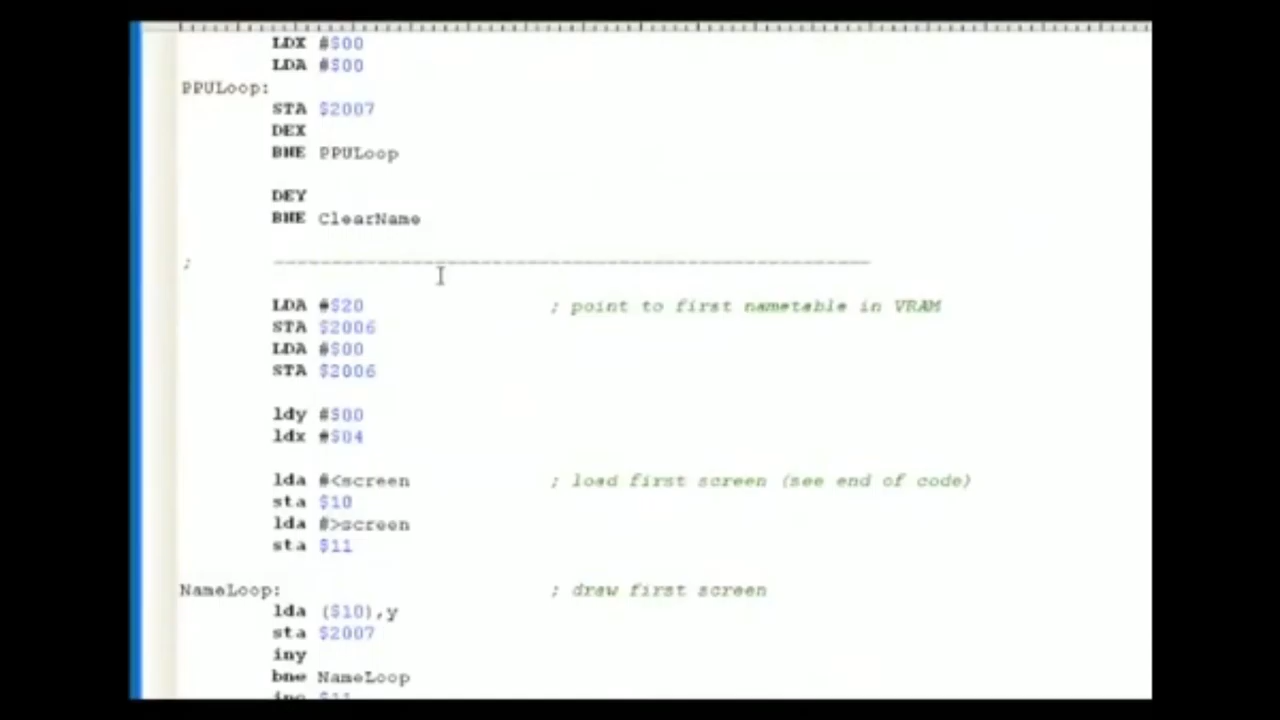 LDX #$00
LDA #$00
PPULoop:
STA $2007
DEX
BNE PPULoop
DEY
BNE ClearName
; ----------------------------------------------------
LDA #$20 ; point to first nametable in VRAM
STA $2006
LDA #$00
STA $2006
ldy #$00
ldx #$04
lda #<screen ; load first screen (see end of code)
sta $10
lda #>screen
sta $11
NameLoop: ; draw first screen
lda ($10),y
sta $2007
iny
bne NameLoop
inc $11